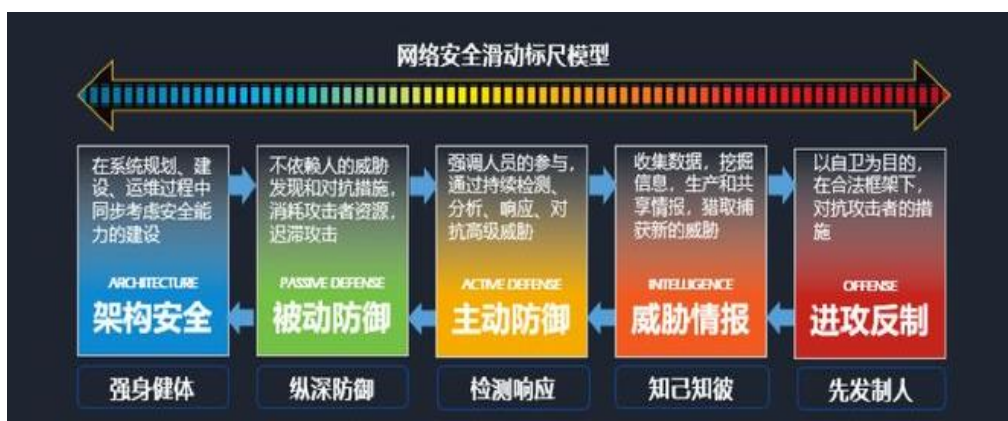 网络安全滑动标尺模型
在系统规划、建
设、运维过程中
同步考虑安全能
力的建设
ARCHITECTURE
架构安全
强身健体
不依赖人的威胁
发现和对抗措施，
消耗攻击者资源，
迟滞攻击
PASSIVE DEFENSE
被动防御
纵深防御
强调人员的参与，
通过持续检测、
分析、响应、对
抗高级威胁
ACTIVE DEFENSE
主动防御
检测响应
收集数据，挖掘
信息，生产和共
享情报，猎取捕
获新的威胁
INTELLIGENCE
威胁情报
知己知彼
以自卫为目的，
在合法框架下，
对抗攻击者的措
施
OFFENSE
进攻反制
先发制人